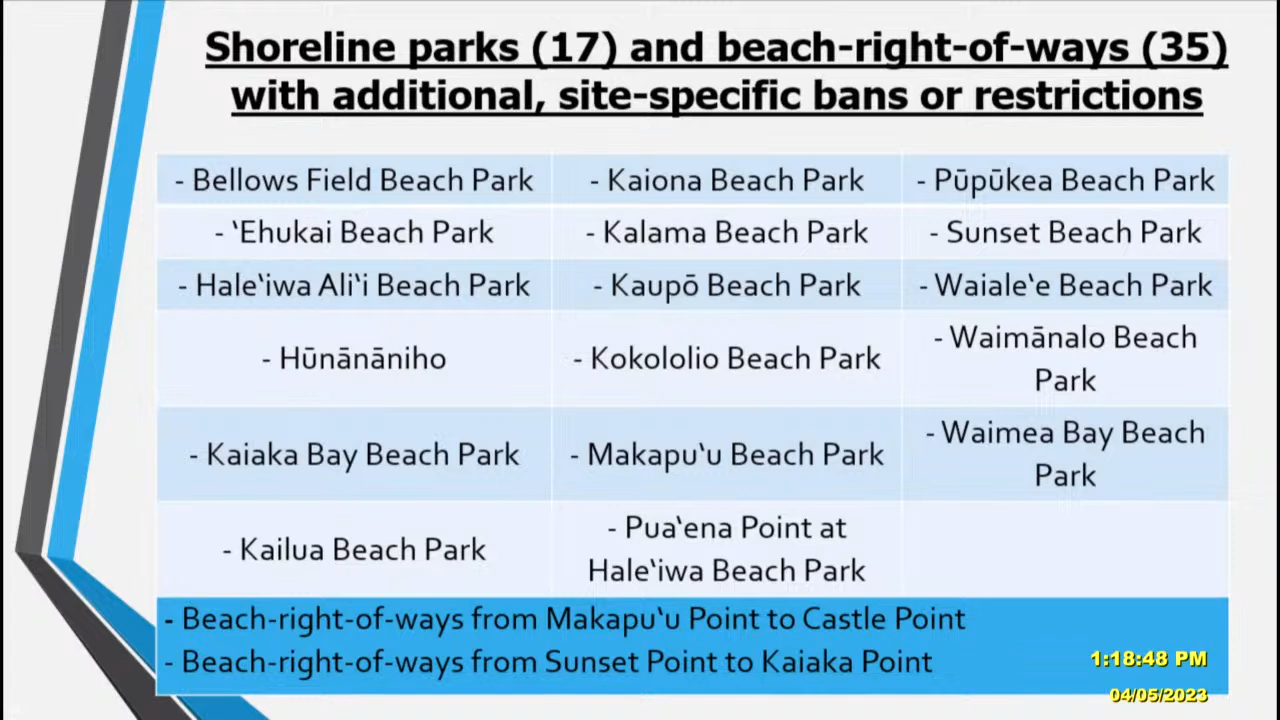 Shoreline parks (17) and beach-right-of-ways (35)
with additional, site-specific bans or restrictions
- Bellows Field Beach Park
- Kaiona Beach Park
- Pūpūkea Beach Park
- ʻEhukai Beach Park
- Kalama Beach Park
- Sunset Beach Park
- Haleʻiwa Aliʻi Beach Park
- Kaupō Beach Park
- Waialeʻe Beach Park
- Hūnānāniho
- Kokololio Beach Park
- Waimānalo Beach
Park
- Kaiaka Bay Beach Park
- Makapuʻu Beach Park
- Waimea Bay Beach
Park
- Kailua Beach Park
- Puaʻena Point at
Haleʻiwa Beach Park
- Beach-right-of-ways from Makapuʻu Point to Castle Point
- Beach-right-of-ways from Sunset Point to Kaiaka Point
1:18:48 PM
04/05/2023